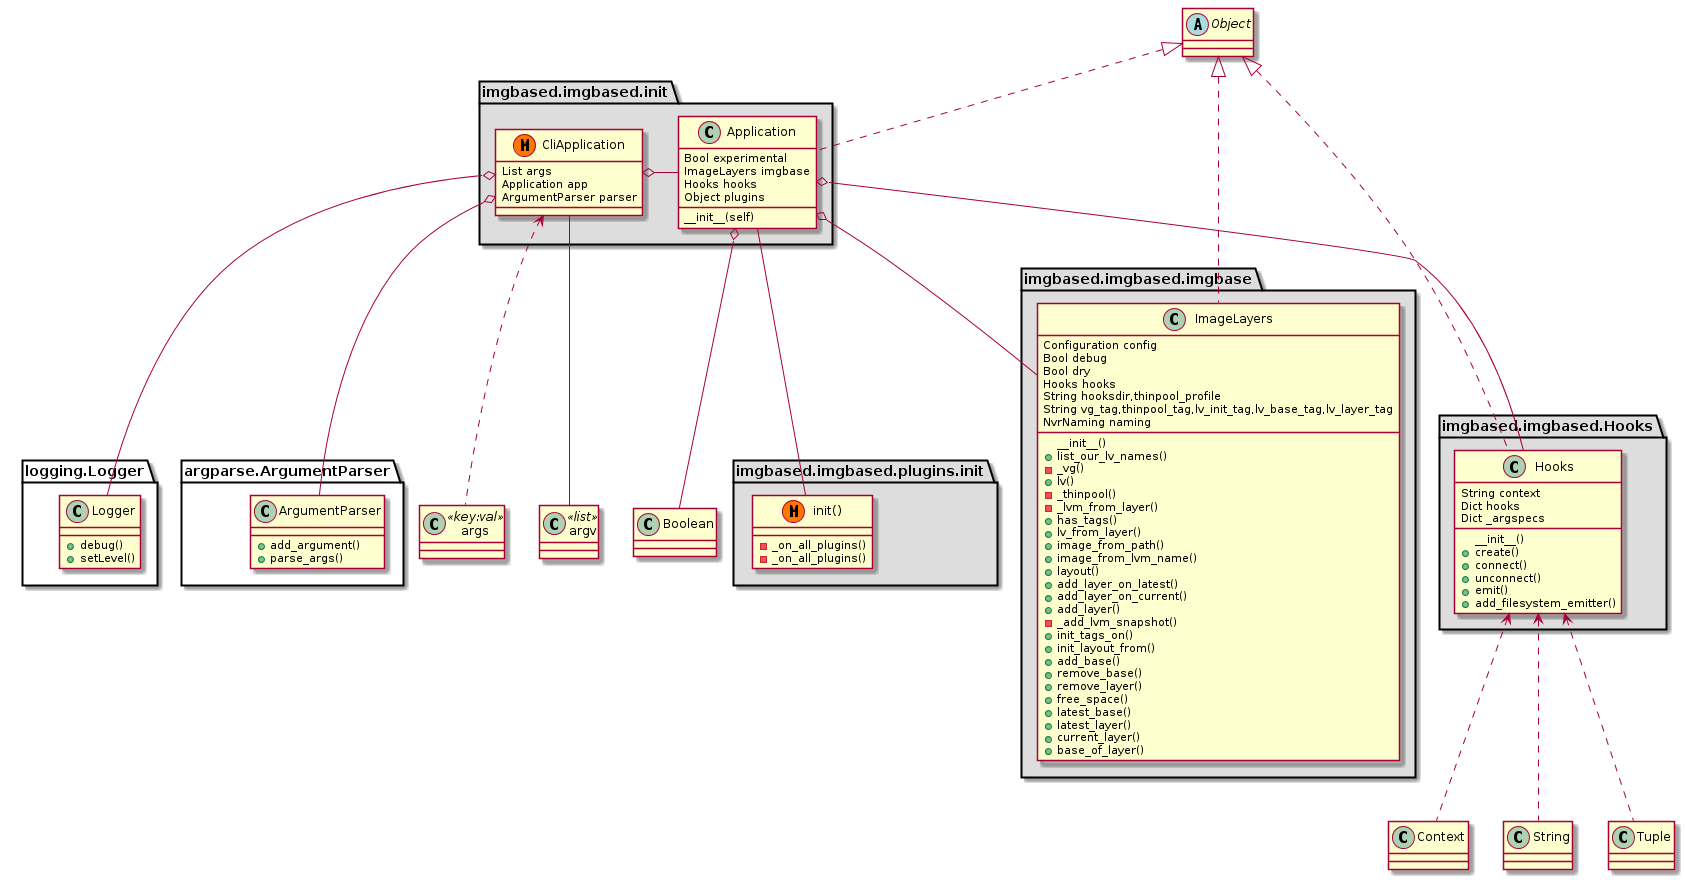 A Object
imgbased.imgbased.init
H CliApplication
List args
Application app
ArgumentParser parser
C Application
Bool experimental
ImageLayers imgbase
Hooks hooks
Object plugins
__init__(self)
imgbased.imgbased.imgbase
C ImageLayers
Configuration config
Bool debug
Bool dry
Hooks hooks
String hooksdir,thinpool_profile
String vg_tag,thinpool_tag,lv_init_tag,lv_base_tag,lv_layer_tag
NvrNaming naming
__init__()
list_our_lv_names()
_vg()
lv()
_thinpool()
_lvm_from_layer()
has_tags()
lv_from_layer()
image_from_path()
image_from_lvm_name()
layout()
add_layer_on_latest()
add_layer_on_current()
add_layer()
_add_lvm_snapshot()
init_tags_on()
init_layout_from()
add_base()
remove_base()
remove_layer()
free_space()
latest_base()
latest_layer()
current_layer()
base_of_layer()
imgbased.imgbased.Hooks
C Hooks
String context
Dict hooks
Dict _argspecs
__init__()
create()
connect()
unconnect()
emit()
add_filesystem_emitter()
logging.Logger
C Logger
debug()
setLevel()
argparse.ArgumentParser
C ArgumentParser
add_argument()
parse_args()
C «key:val»
args
C «list»
argv
C Boolean
imgbased.imgbased.plugins.init
H init()
_on_all_plugins()
_on_all_plugins()
C Context
C String
C Tuple